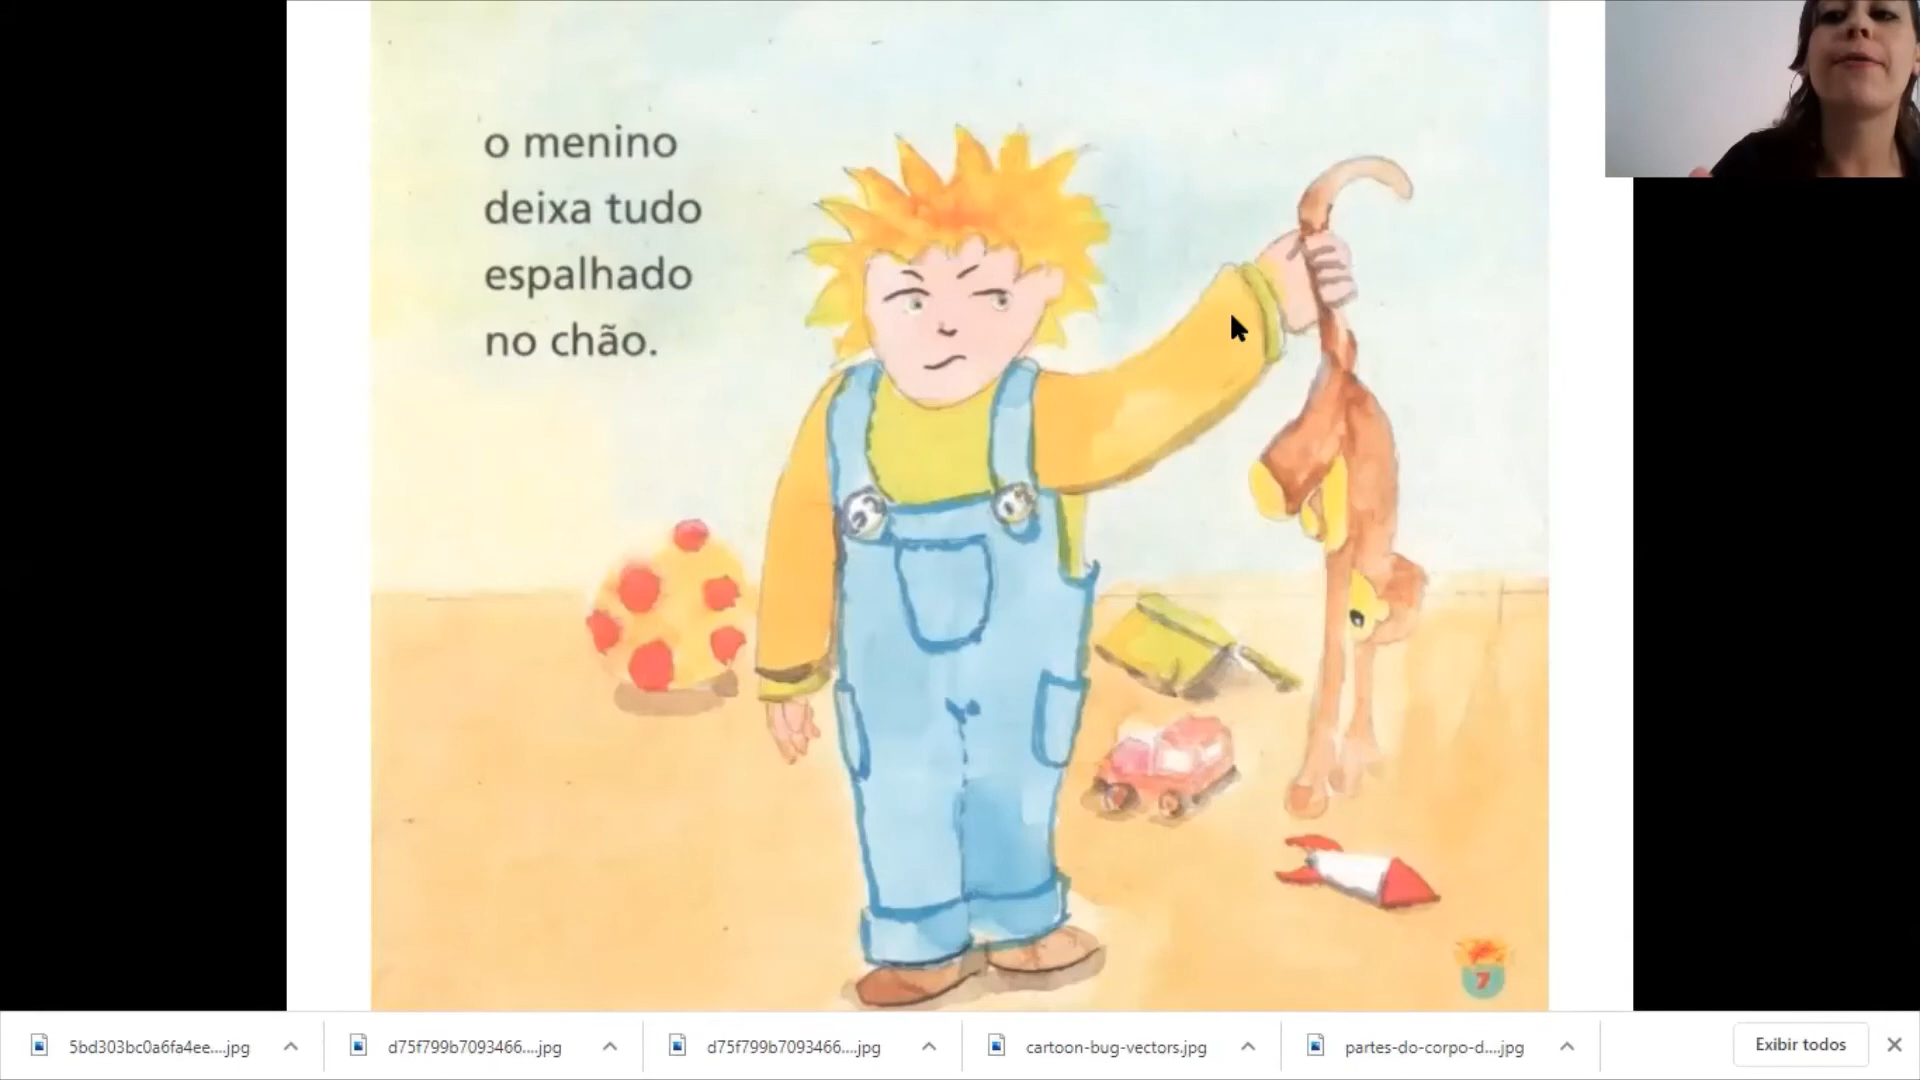 o menino
deixa tudo
espalhado
no chão.
7
5bd303bc0a6fa4ee....jpg
d75f799b7093466....jpg
d75f799b7093466....jpg
cartoon-bug-vectors.jpg
partes-do-corpo-d....jpg
Exibir todos